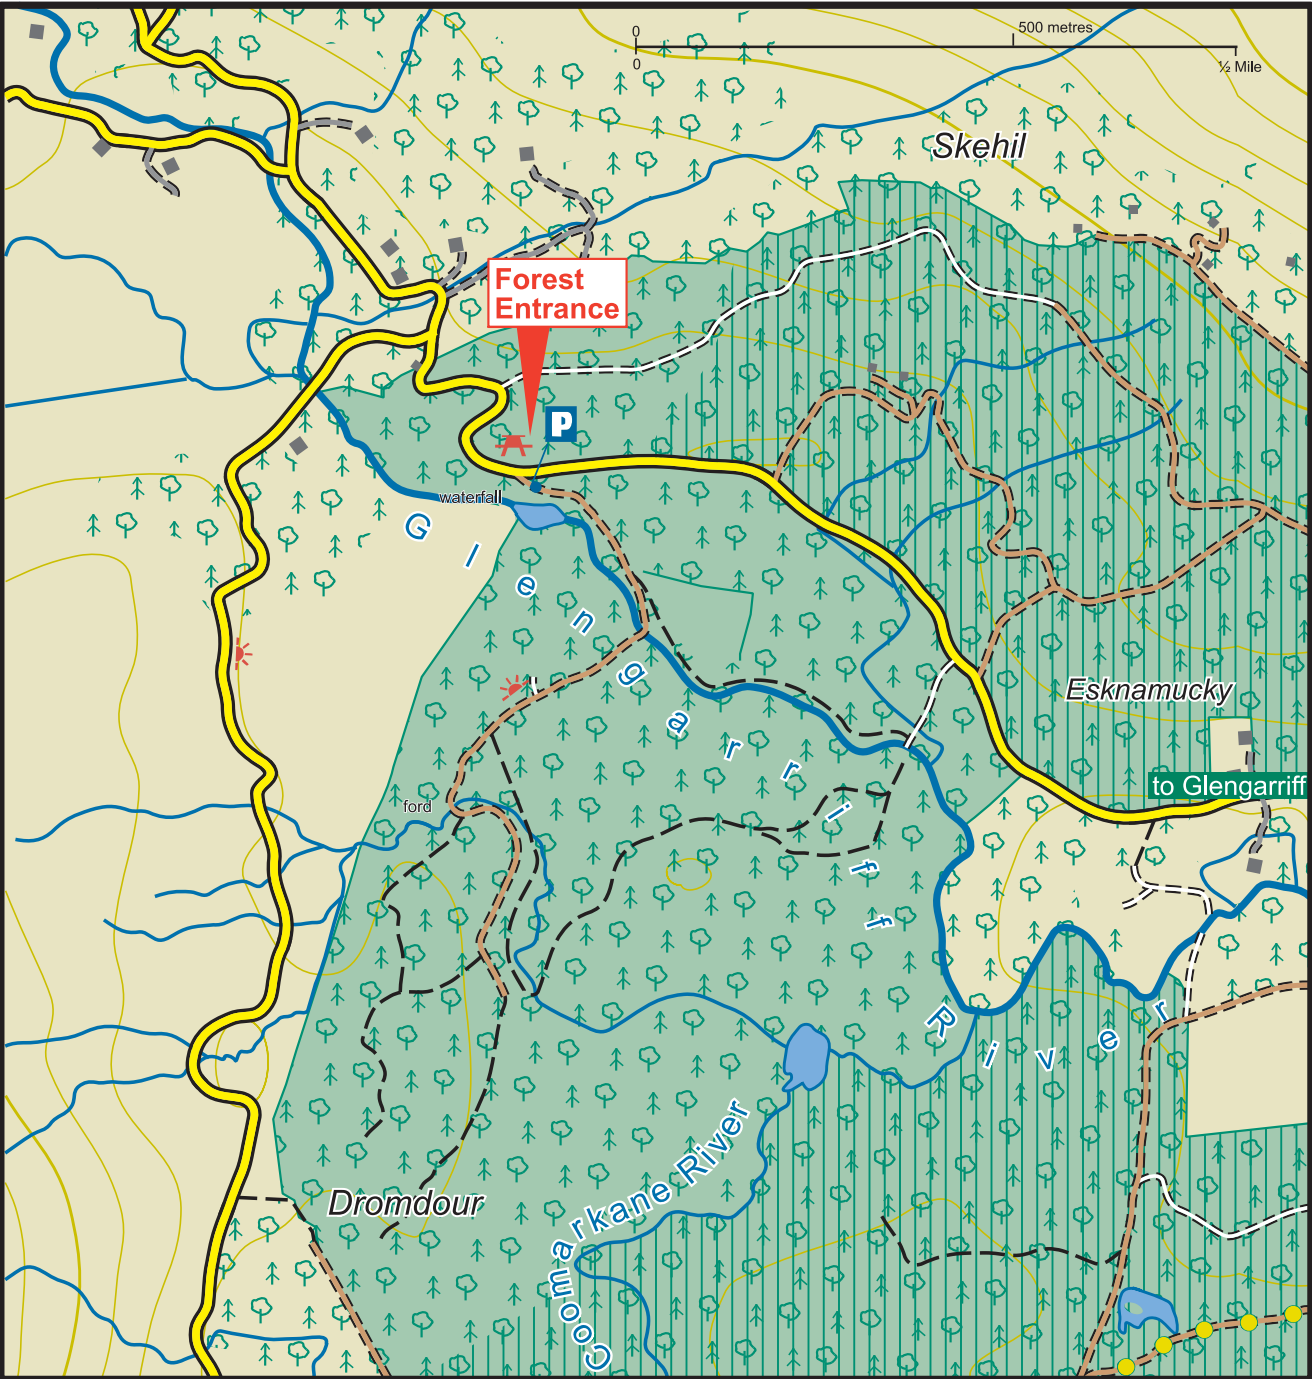 0
500 metres
0
½ Mile
Skehil
Forest
Entrance
P
waterfall
Glengarriff River
Esknamucky
to Glengarriff
ford
Coomarkane River
Dromdour